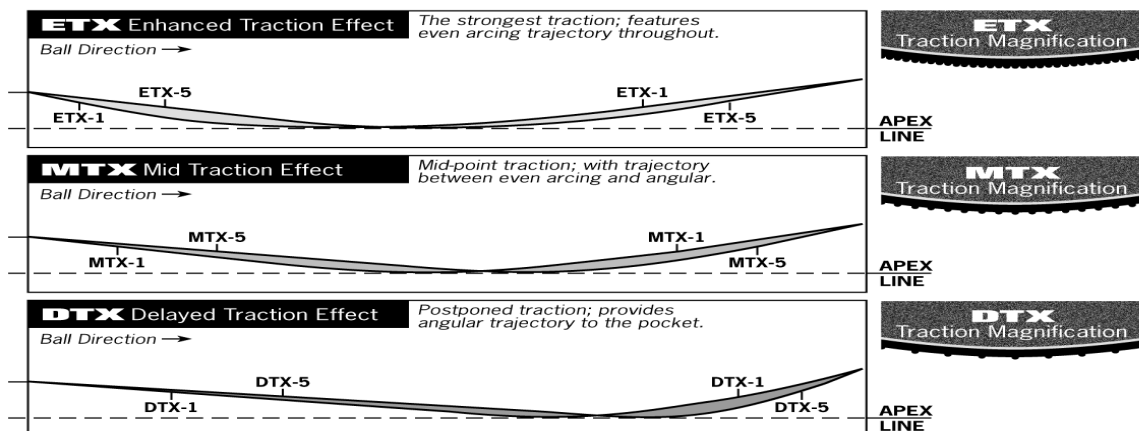 ETX Enhanced Traction Effect
The strongest traction; features
even arcing trajectory throughout.
Ball Direction →
ETX-5
ETX-1
ETX-1
ETX-5
ETX
Traction Magnification
APEX
LINE
MTX Mid Traction Effect
Mid-point traction; with trajectory
between even arcing and angular.
Ball Direction →
MTX-5
MTX-1
MTX-1
MTX-5
MTX
Traction Magnification
APEX
LINE
DTX Delayed Traction Effect
Postponed traction; provides
angular trajectory to the pocket.
Ball Direction →
DTX-5
DTX-1
DTX-1
DTX-5
DTX
Traction Magnification
APEX
LINE